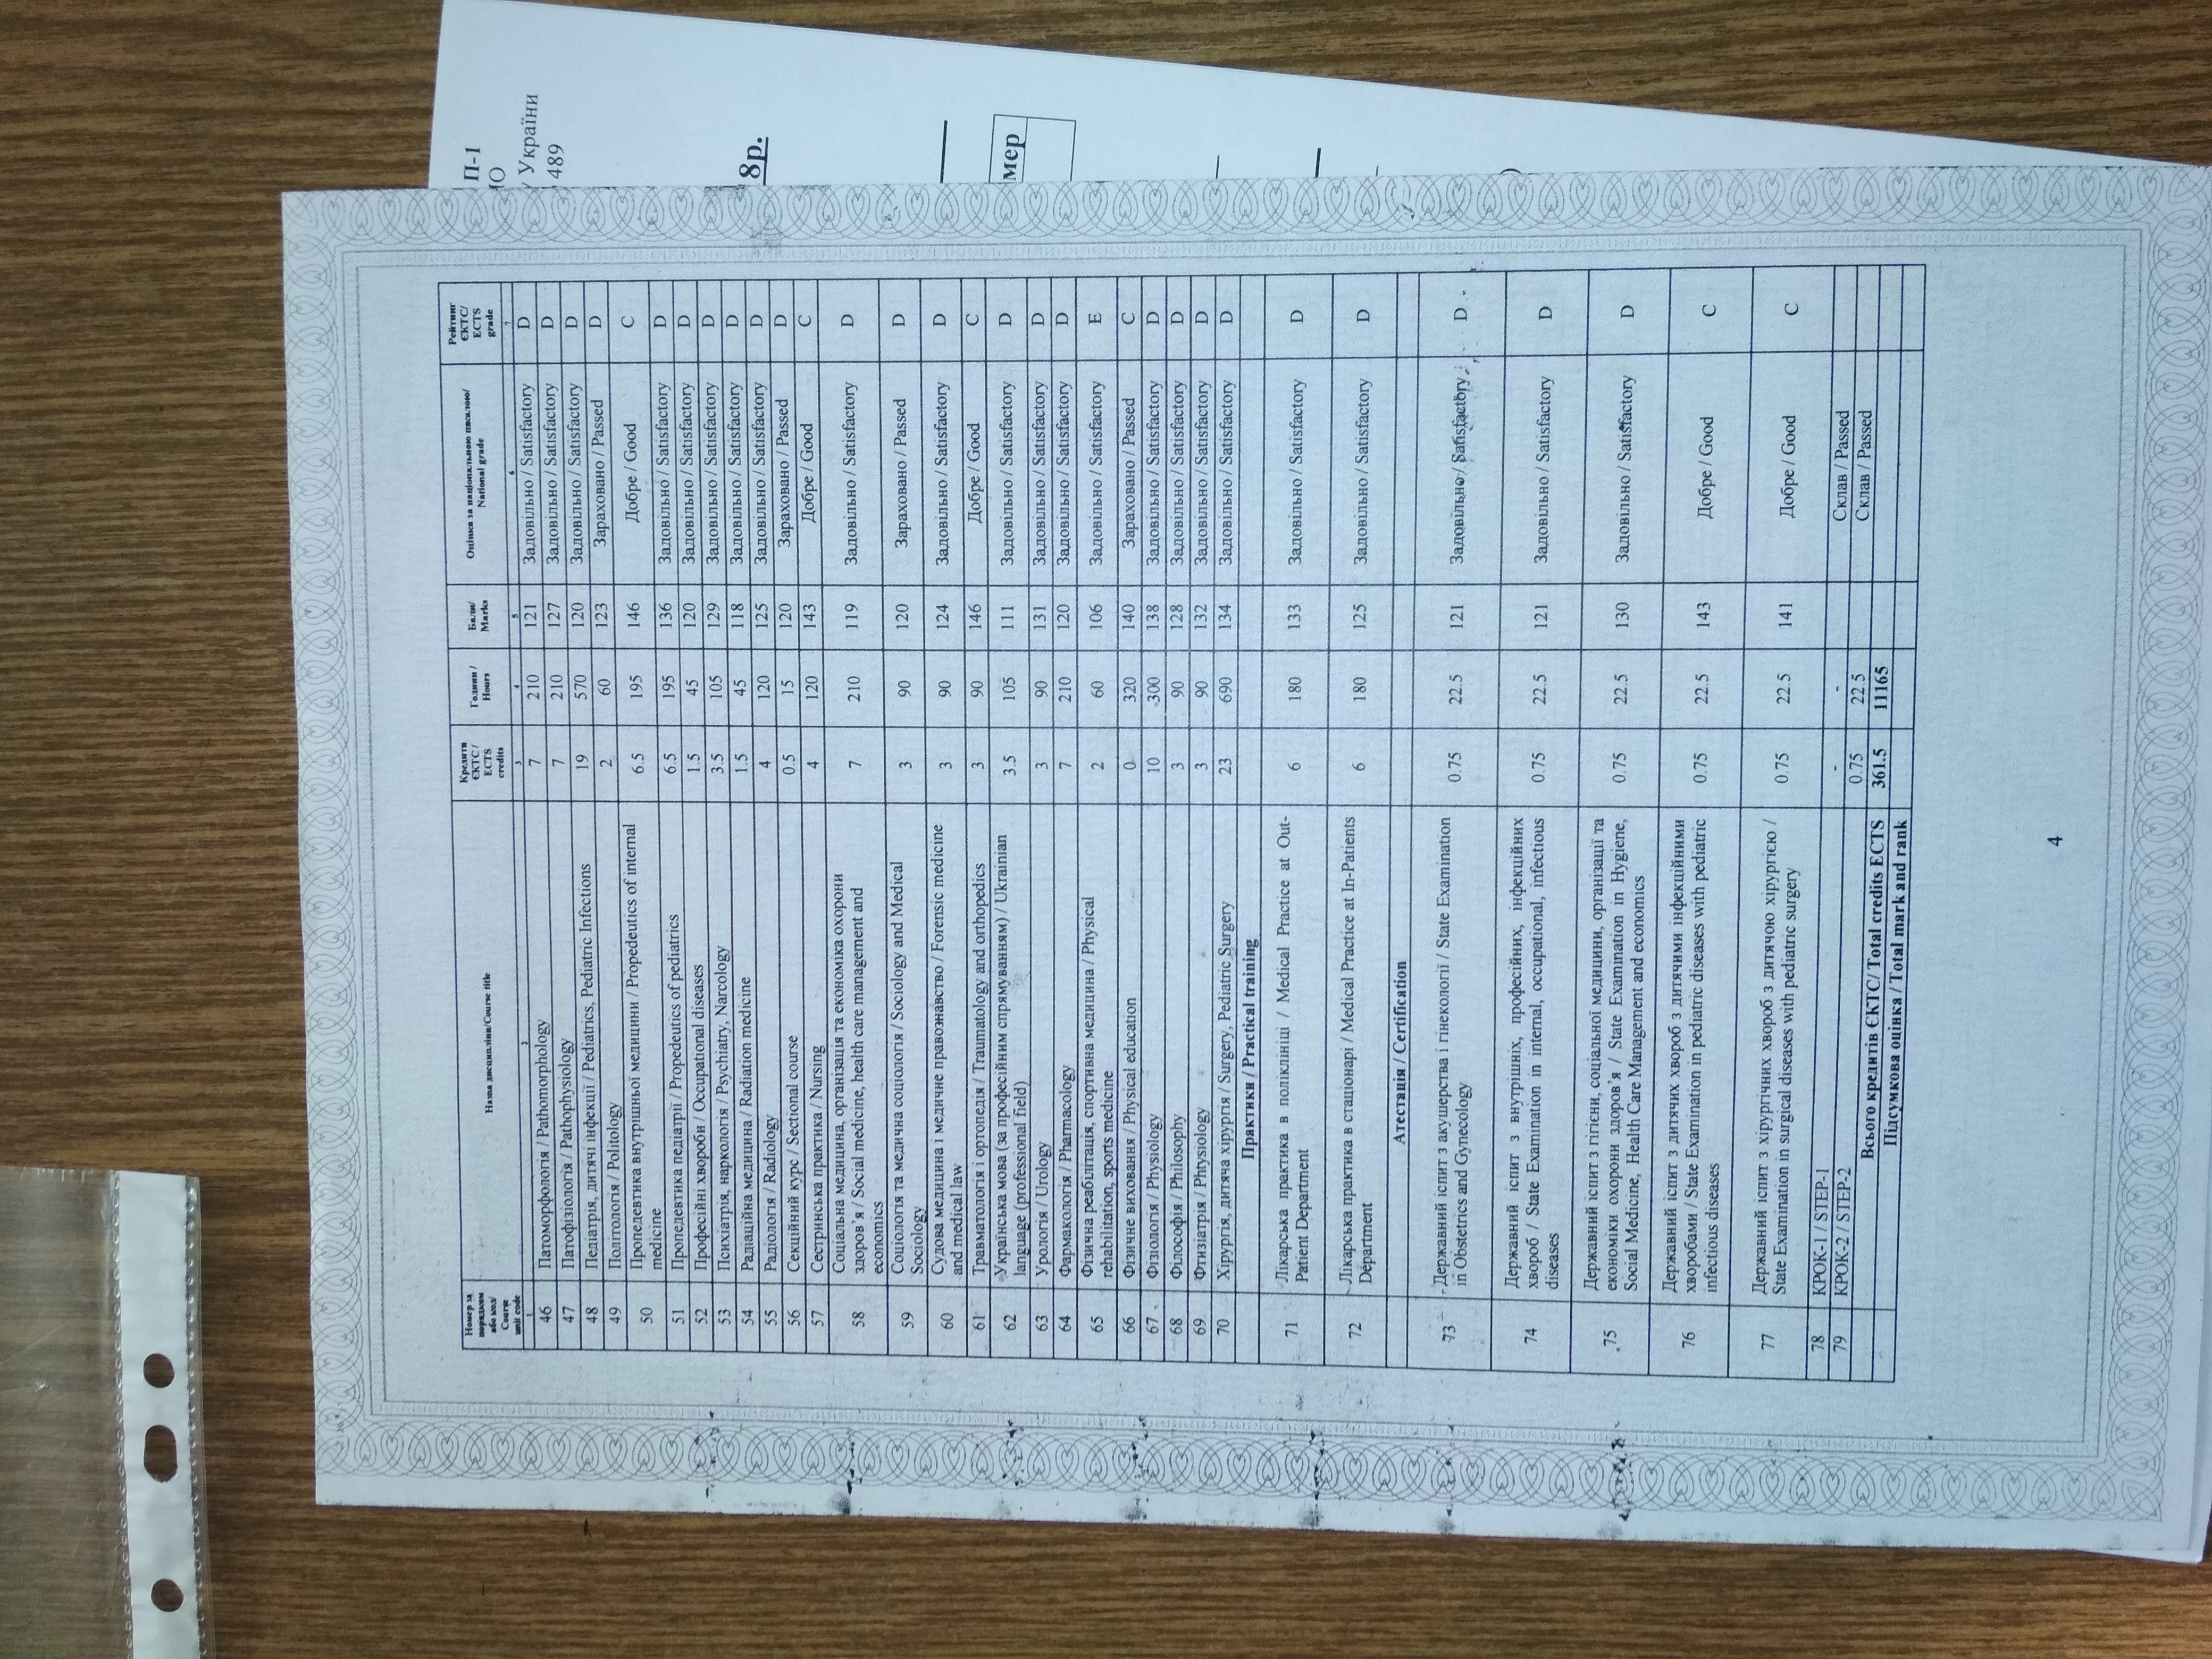 П-1
У України
489
8р.
мер
Номер за порядком або код/ Course unit code | Назва дисциплін/Course title | Кредити ЄКТС/ ECTS credits | Години / Hours | Бали/ Marks | Оцінка за національною шкалою/ National grade | Рейтинг ЄКТС/ ECTS grade
1 | 2 | 3 | 4 | 5 | 6 | 7
46 | Патоморфологія / Pathomorphology | 7 | 210 | 121 | Задовільно / Satisfactory | D
47 | Патофізіологія / Pathophysiology | 7 | 210 | 127 | Задовільно / Satisfactory | D
48 | Педіатрія, дитячі інфекції / Pediatrics, Pediatric Infections | 19 | 570 | 120 | Задовільно / Satisfactory | D
49 | Політологія / Politology | 2 | 60 | 123 | Зараховано / Passed | D
50 | Пропедевтика внутрішньої медицини / Propedeutics of internal
medicine | 6.5 | 195 | 146 | Добре / Good | C
51 | Пропедевтика педіатрії / Propedeutics of pediatrics | 6.5 | 195 | 136 | Задовільно / Satisfactory | D
52 | Професійні хвороби / Occupational diseases | 1.5 | 45 | 120 | Задовільно / Satisfactory | D
53 | Психіатрія, наркологія / Psychiatry, Narcology | 3.5 | 105 | 129 | Задовільно / Satisfactory | D
54 | Радіаційна медицина / Radiation medicine | 1.5 | 45 | 118 | Задовільно / Satisfactory | D
55 | Радіологія / Radiology | 4 | 120 | 125 | Задовільно / Satisfactory | D
56 | Секційний курс / Sectional course | 0.5 | 15 | 120 | Зараховано / Passed | D
57 | Сестринська практика / Nursing | 4 | 120 | 143 | Добре / Good | C
58 | Соціальна медицина, організація та економіка охорони
здоров'я / Social medicine, health care management and
economics | 7 | 210 | 119 | Задовільно / Satisfactory | D
59 | Соціологія та медична соціологія / Sociology and Medical
Sociology | 3 | 90 | 120 | Зараховано / Passed | D
60 | Судова медицина і медичне правознавство / Forensic medicine
and medical law | 3 | 90 | 124 | Задовільно / Satisfactory | D
61 | Травматологія і ортопедія / Traumatology and orthopedics | 3 | 90 | 146 | Добре / Good | C
62 | Українська мова (за професійним спрямуванням) / Ukrainian
language (professional field) | 3.5 | 105 | 111 | Задовільно / Satisfactory | D
63 | Урологія / Urology | 3 | 90 | 131 | Задовільно / Satisfactory | D
64 | Фармакологія / Pharmacology | 7 | 210 | 120 | Задовільно / Satisfactory | D
65 | Фізична реабілітація, спортивна медицина / Physical
rehabilitation, sports medicine | 2 | 60 | 106 | Задовільно / Satisfactory | E
66 | Фізичне виховання / Physical education | 0 | 320 | 140 | Зараховано / Passed | C
67 | Фізіологія / Physiology | 10 | 300 | 138 | Задовільно / Satisfactory | D
68 | Філософія / Philosophy | 3 | 90 | 128 | Задовільно / Satisfactory | D
69 | Фтизіатрія / Phtysiology | 3 | 90 | 132 | Задовільно / Satisfactory | D
70 | Хірургія, дитяча хірургія / Surgery, Pediatric Surgery | 23 | 690 | 134 | Задовільно / Satisfactory | D
Практики / Practical training
71 | Лікарська практика в поліклініці / Medical Practice at Out-
Patient Department | 6 | 180 | 133 | Задовільно / Satisfactory | D
72 | Лікарська практика в стаціонарі / Medical Practice at In-Patients
Department | 6 | 180 | 125 | Задовільно / Satisfactory | D
Атестація / Certification
73 | Державний іспит з акушерства і гінекології / State Examination
in Obstetrics and Gynecology | 0.75 | 22.5 | 121 | Задовільно / Satisfactory | D
74 | Державний іспит з внутрішніх, професійних, інфекційних
хвороб / State Examination in internal, occupational, infectious
diseases | 0.75 | 22.5 | 121 | Задовільно / Satisfactory | D
75 | Державний іспит з гігієни, соціальної медицини, організації та
економіки охорони здоров'я / State Examination in Hygiene,
Social Medicine, Health Care Management and economics | 0.75 | 22.5 | 130 | Задовільно / Satisfactory | D
76 | Державний іспит з дитячих хвороб з дитячими інфекційними
хворобами / State Examination in pediatric diseases with pediatric
infectious diseases | 0.75 | 22.5 | 143 | Добре / Good | C
77 | Державний іспит з хірургічних хвороб з дитячою хірургією /
State Examination in surgical diseases with pediatric surgery | 0.75 | 22.5 | 141 | Добре / Good | C
78 | КРОК-1 / STEP-1 | - | - | Склав / Passed
79 | КРОК-2 / STEP-2 | 0.75 | 22.5 | Склав / Passed
Всього кредитів ЄКТС/ Total credits ECTS | 361.5 | 11165
Підсумкова оцінка / Total mark and rank
4